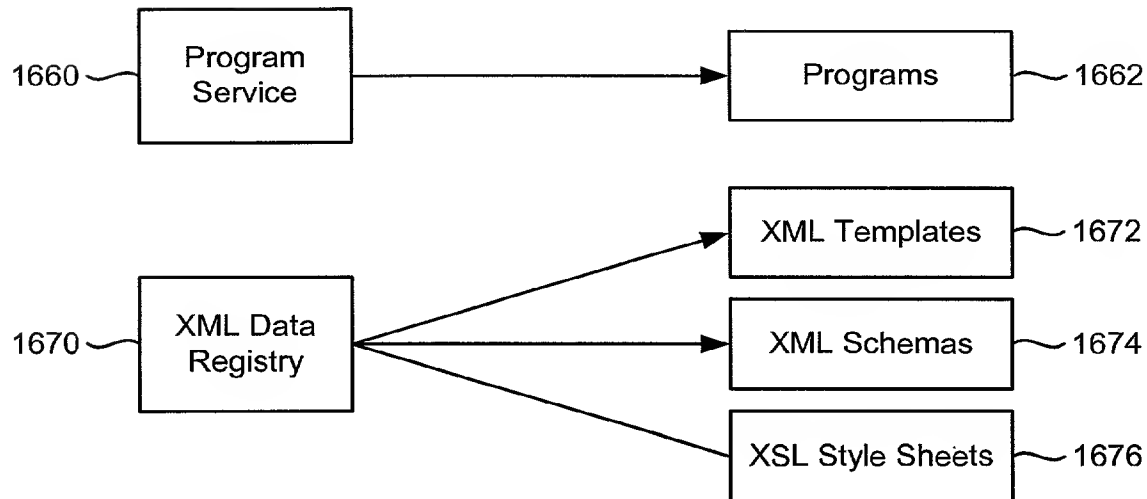 1660
Program
Service
Programs
1662
XML Templates
1672
1670
XML Data
Registry
XML Schemas
1674
XSL Style Sheets
1676